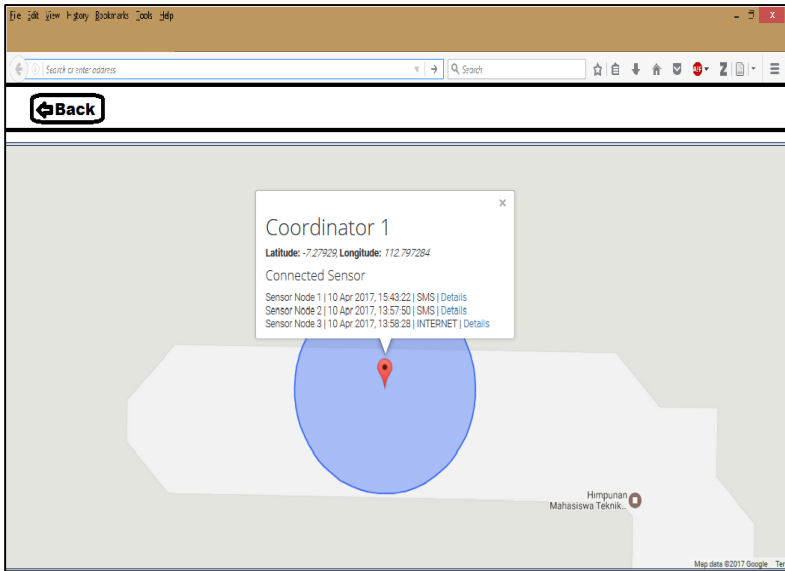 File Edit View History Bookmarks Tools Help
Search or enter address
Search
ABP
Z
Back
Coordinator 1
Latitude: -7.27929, Longitude: 112.797284
Connected Sensor
Sensor Node 1 | 10 Apr 2017, 15:43:22 | SMS | Details
Sensor Node 2 | 10 Apr 2017, 13:57:50 | SMS | Details
Sensor Node 3 | 10 Apr 2017, 13:58:28 | INTERNET | Details
Himpunan
Mahasiswa Teknik...
Map data ©2017 Google Ter